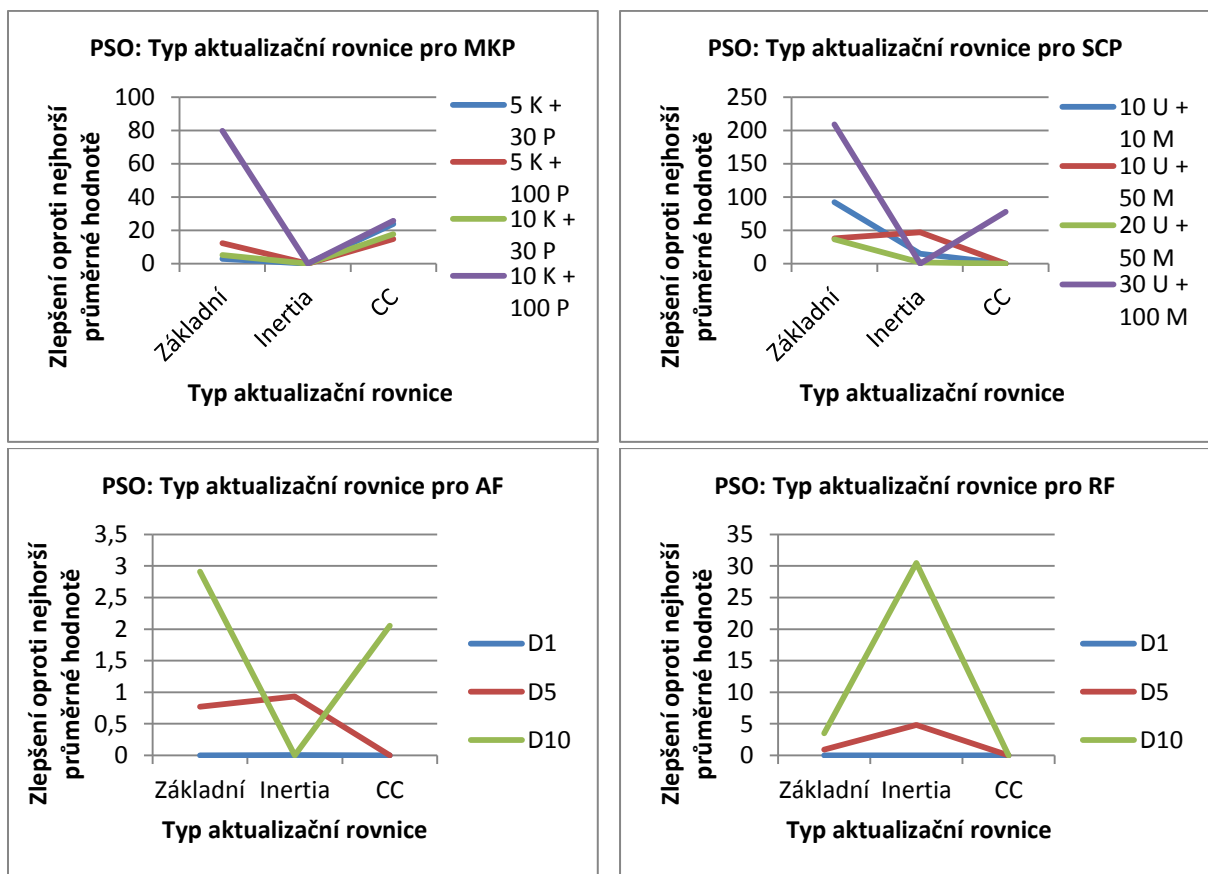 PSO: Typ aktualizační rovnice pro MKP
Zlepšení oproti nejhorší
průměrné hodnotě
100
80
60
40
20
0
Základní
Inertia
CC
Typ aktualizační rovnice
5 K +
30 P
5 K +
100 P
10 K +
30 P
10 K +
100 P
PSO: Typ aktualizační rovnice pro SCP
Zlepšení oproti nejhorší
průměrné hodnotě
250
200
150
100
50
0
Základní
Inertia
CC
Typ aktualizační rovnice
10 U +
10 M
10 U +
50 M
20 U +
50 M
30 U +
100 M
PSO: Typ aktualizační rovnice pro AF
Zlepšení oproti nejhorší
průměrné hodnotě
3,5
3
2,5
2
1,5
1
0,5
0
Základní Inertia CC
Typ aktualizační rovnice
D1
D5
D10
PSO: Typ aktualizační rovnice pro RF
Zlepšení oproti nejhorší
průměrné hodnotě
35
30
25
20
15
10
5
0
Základní Inertia CC
Typ aktualizační rovnice
D1
D5
D10